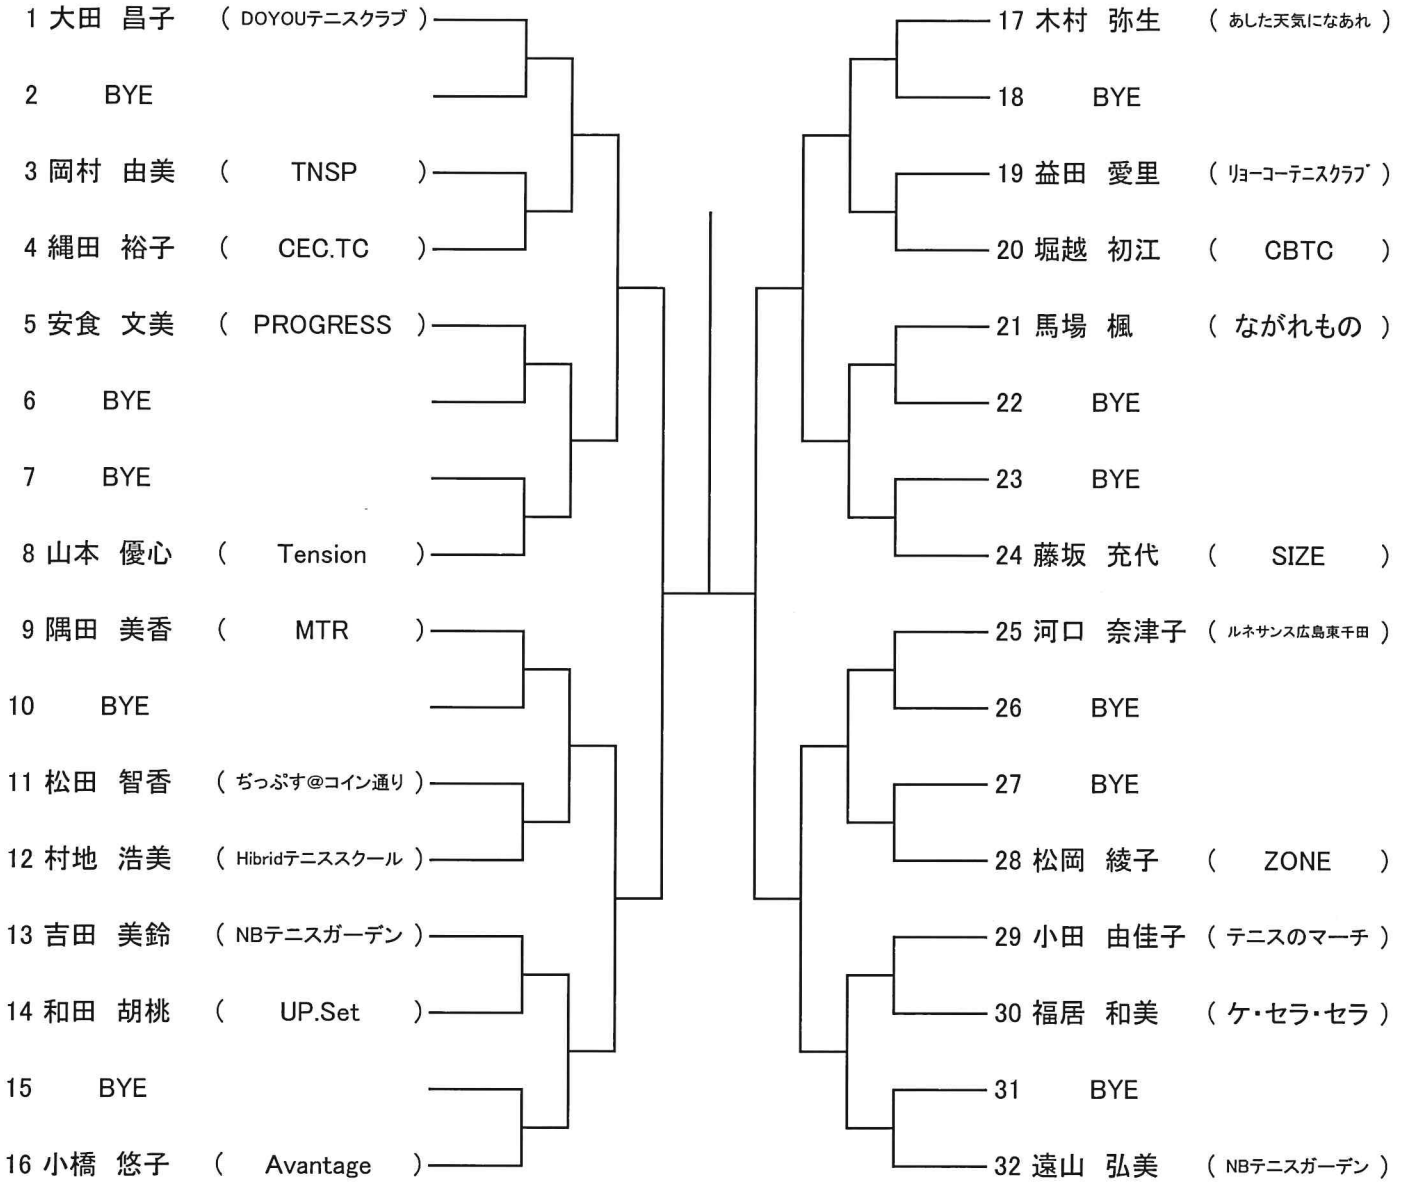 1 大田 昌子 ( DOYOUテニスクラブ )
2 BYE
3 岡村 由美 ( TNSP )
4 縄田 裕子 ( CEC.TC )
5 安食 文美 ( PROGRESS )
6 BYE
7 BYE
8 山本 優心 ( Tension )
9 隅田 美香 ( MTR )
10 BYE
11 松田 智香 ( ぢっぷす@コイン通り )
12 村地 浩美 ( Hibridテニススクール )
13 吉田 美鈴 ( NBテニスガーデン )
14 和田 胡桃 ( UP.Set )
15 BYE
16 小橋 悠子 ( Avantage )
17 木村 弥生 ( あした天気になあれ )
18 BYE
19 益田 愛里 ( ﾘｮｰｺｰﾃﾆｽｸﾗﾌﾞ )
20 堀越 初江 ( CBTC )
21 馬場 楓 ( ながれもの )
22 BYE
23 BYE
24 藤坂 充代 ( SIZE )
25 河口 奈津子 ( ルネサンス広島東千田 )
26 BYE
27 BYE
28 松岡 綾子 ( ZONE )
29 小田 由佳子 ( テニスのマーチ )
30 福居 和美 ( ケ・セラ・セラ )
31 BYE
32 遠山 弘美 ( NBテニスガーデン )